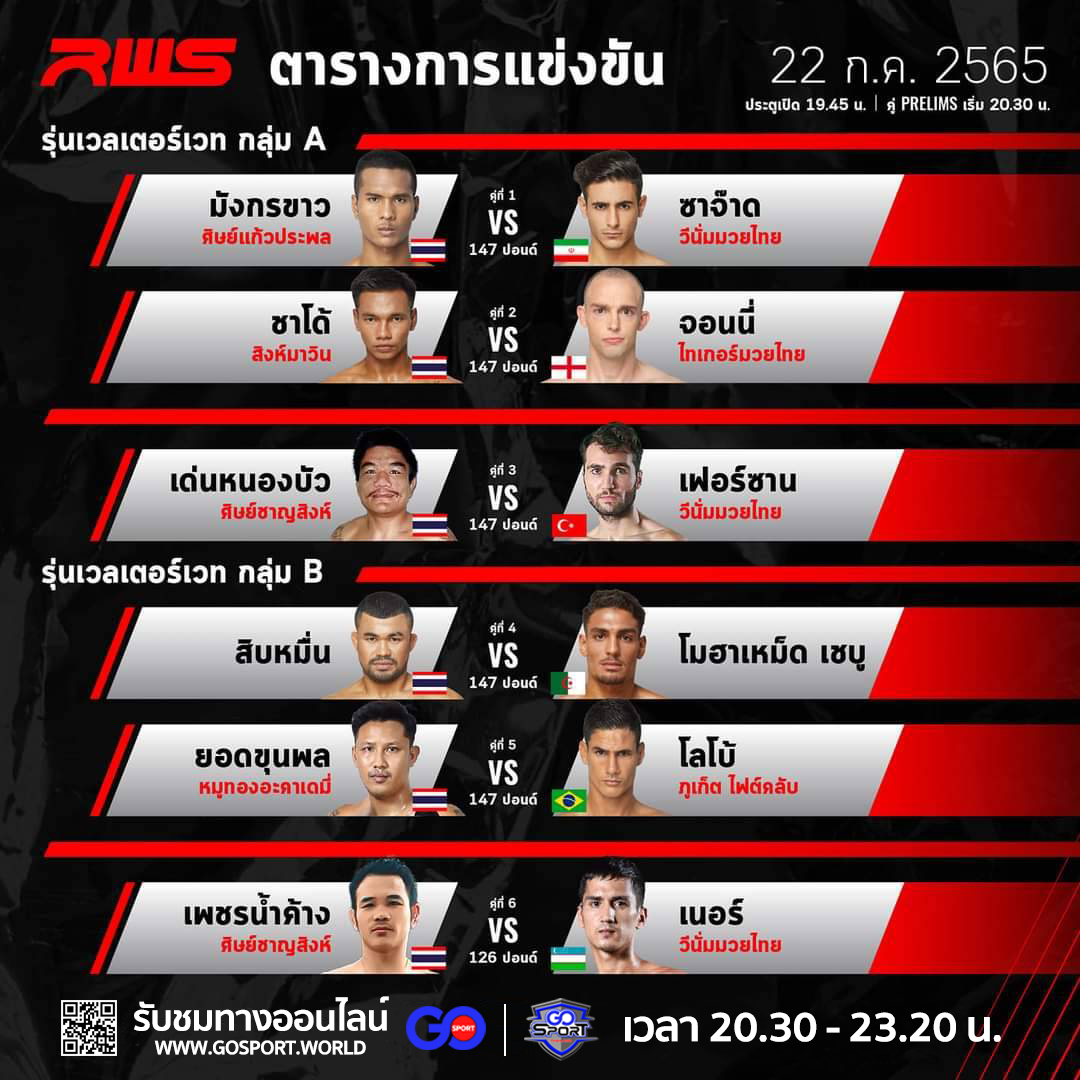 RWS ตารางการแข่งขัน
22 ก.ค. 2565
ประตูเปิด 19.45 น. | คู่ PRELIMS เริ่ม 20.30 น.
รุ่นเวลเตอร์เวท กลุ่ม A
มังกรขาว
ศิษย์แก้วประพล
คู่ที่ 1
VS
147 ปอนด์
ซาจ๊าด
วีนั่มมวยไทย
ชาโด้
สิงห์มาวิน
คู่ที่ 2
VS
147 ปอนด์
จอนนี่
ไทเกอร์มวยไทย
เด่นหนองบัว
ศิษย์ชาญสิงห์
คู่ที่ 3
VS
147 ปอนด์
เฟอร์ซาน
วีนั่มมวยไทย
รุ่นเวลเตอร์เวท กลุ่ม B
สิบหมื่น
คู่ที่ 4
VS
147 ปอนด์
โมฮาเหม็ด เชบู
ยอดขุนพล
หมูทองอะคาเดมี่
คู่ที่ 5
VS
147 ปอนด์
โลโบ้
ภูเก็ต ไฟต์คลับ
เพชรน้ำค้าง
ศิษย์ชาญสิงห์
คู่ที่ 6
VS
126 ปอนด์
เนอร์
วีนั่มมวยไทย
รับชมทางออนไลน์
WWW.GOSPORT.WORLD
GO SPORT
GO SPORT
เวลา 20.30 - 23.20 น.